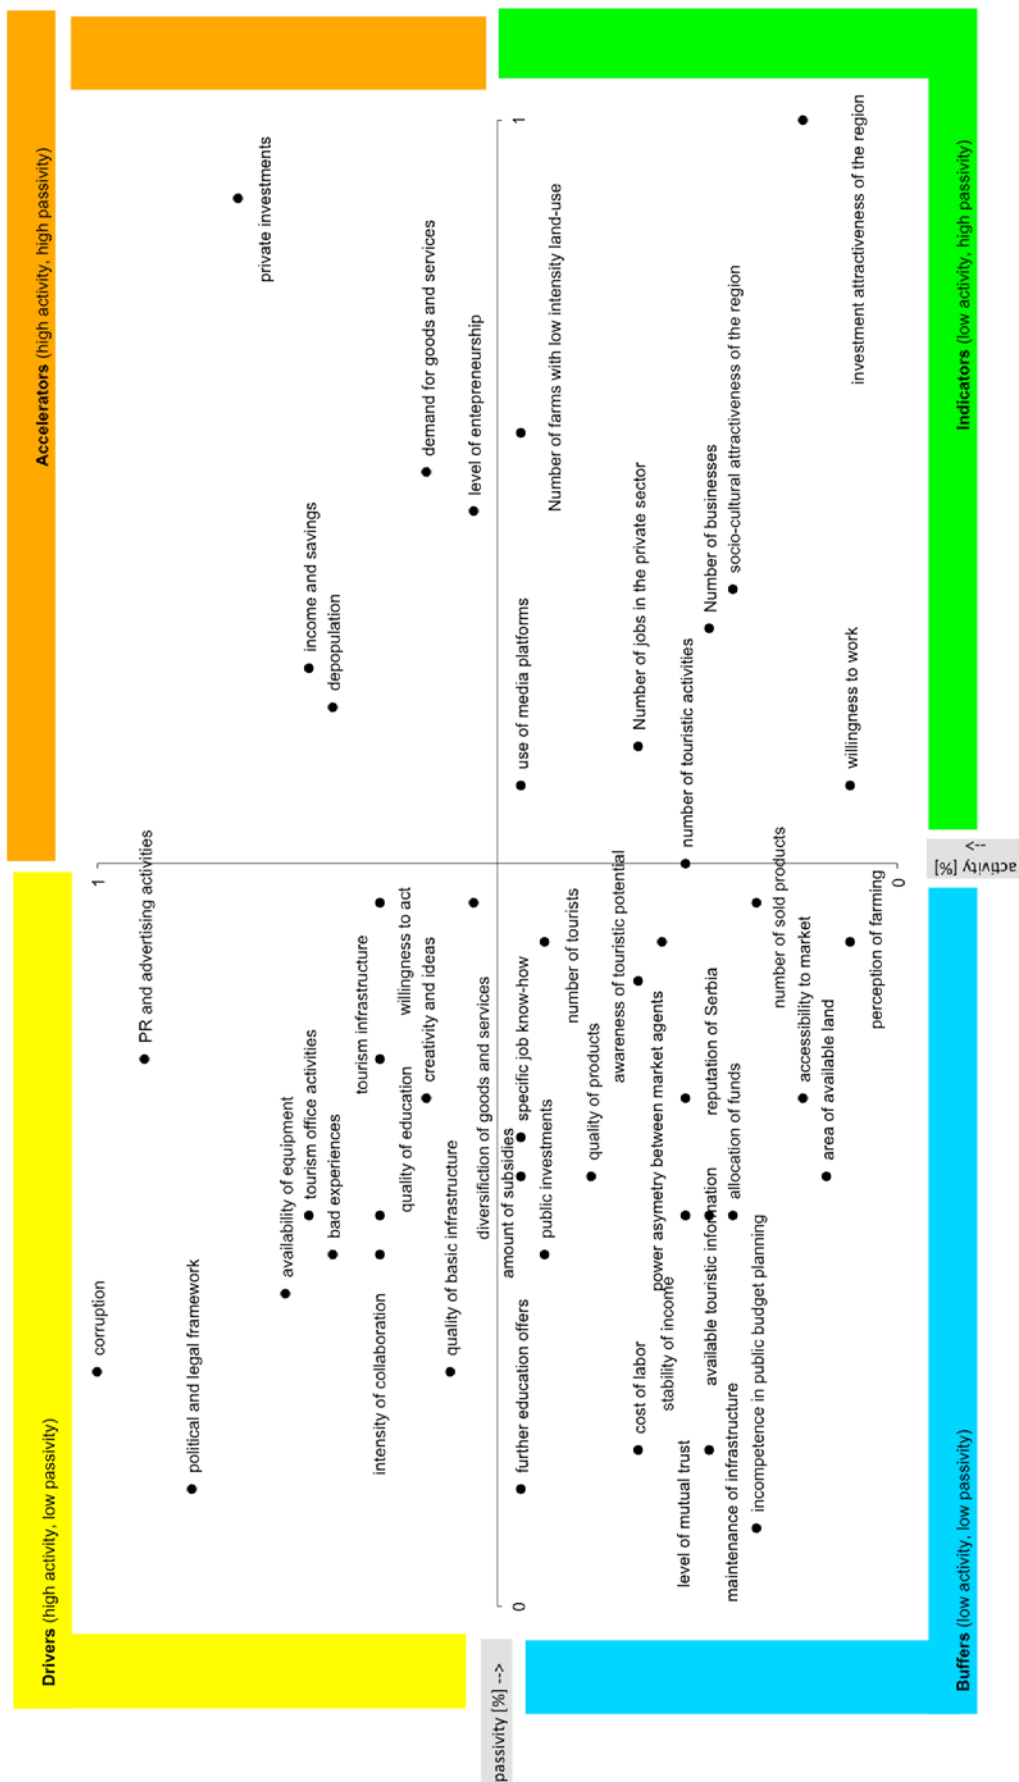 Drivers (high activity, low passivity)
Accelerators (high activity, high passivity)
1
corruption
PR and advertising activities
political and legal framework
private investments
availability of equipment
tourism office activities
income and savings
bad experiences
depopulation
tourism infrastructure
intensity of collaboration
quality of education
willingness to act
creativity and ideas
demand for goods and services
quality of basic infrastructure
level of entepreneurship
diversifiction of goods and services
passivity [%] -->
0
1
amount of subsidies
further education offers
specific job know-how
use of media platforms
public investments
Number of farms with low intensity land-use
number of tourists
quality of products
awareness of touristic potential
cost of labor
Number of jobs in the private sector
power asymetry between market agents
stability of income
level of mutual trust
number of touristic activities
available touristic information
reputation of Serbia
Number of businesses
maintenance of infrastructure
allocation of funds
socio-cultural attractiveness of the region
incompetence in public budget planning
number of sold products
accessibility to market
area of available land
willingness to work
investment attractiveness of the region
perception of farming
0
activity [%]
-->
Buffers (low activity, low passivity)
Indicators (low activity, high passivity)